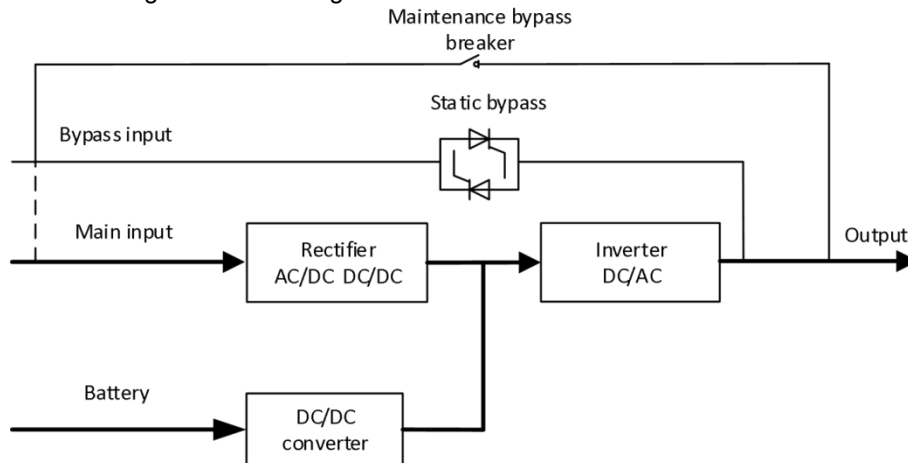 Maintenance bypass
breaker
Static bypass
Bypass input
Main input
Rectifier
AC/DC DC/DC
Inverter
DC/AC
Output
Battery
DC/DC
converter